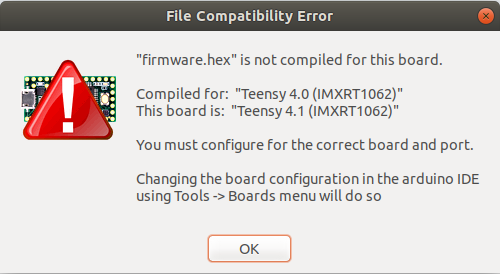 File Compatibility Error
"firmware.hex" is not compiled for this board.
Compiled for:  "Teensy 4.0 (IMXRT1062)"
This board is:  "Teensy 4.1 (IMXRT1062)"
You must configure for the correct board and port.
Changing the board configuration in the arduino IDE
using Tools -> Boards menu will do so
OK